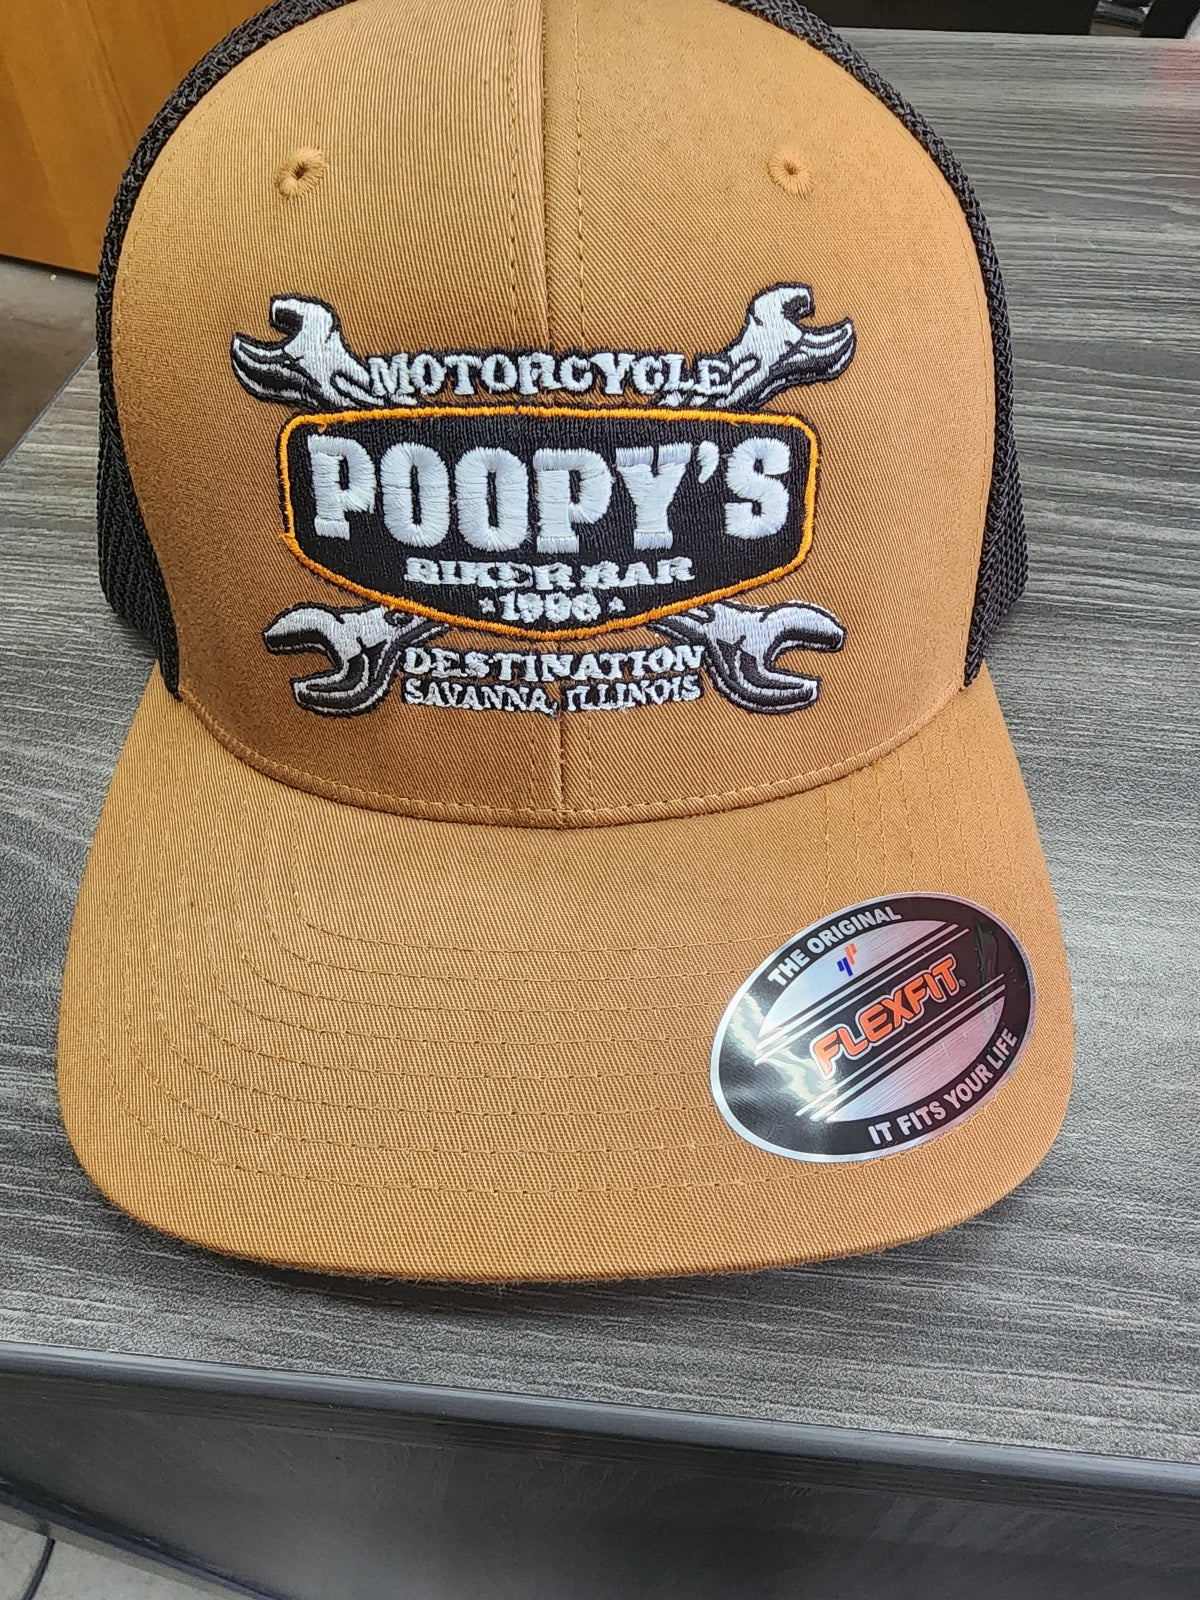 MOTORCYCLE
POOPY'S
BIKER BAR
1996
DESTINATION
SAVANNA, ILLINOIS
THE ORIGINAL
FLEXFIT®
IT FITS YOUR LIFE